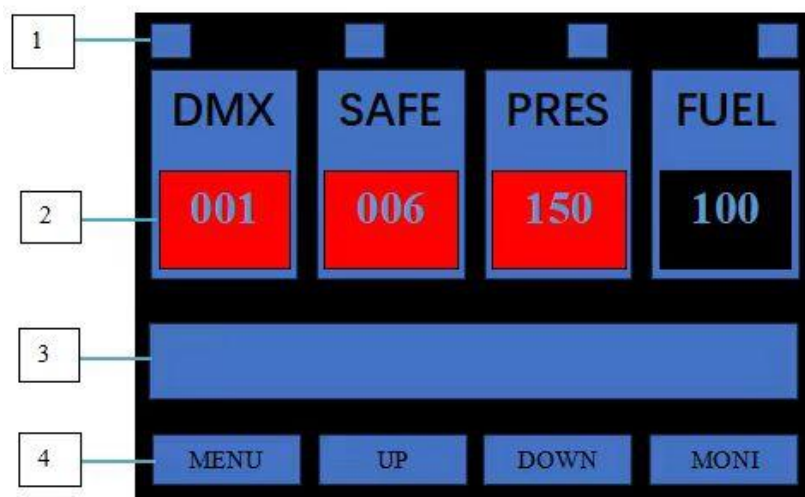 1
DMX SAFE PRES FUEL
2 001 006 150 100
3
4 MENU UP DOWN MONI